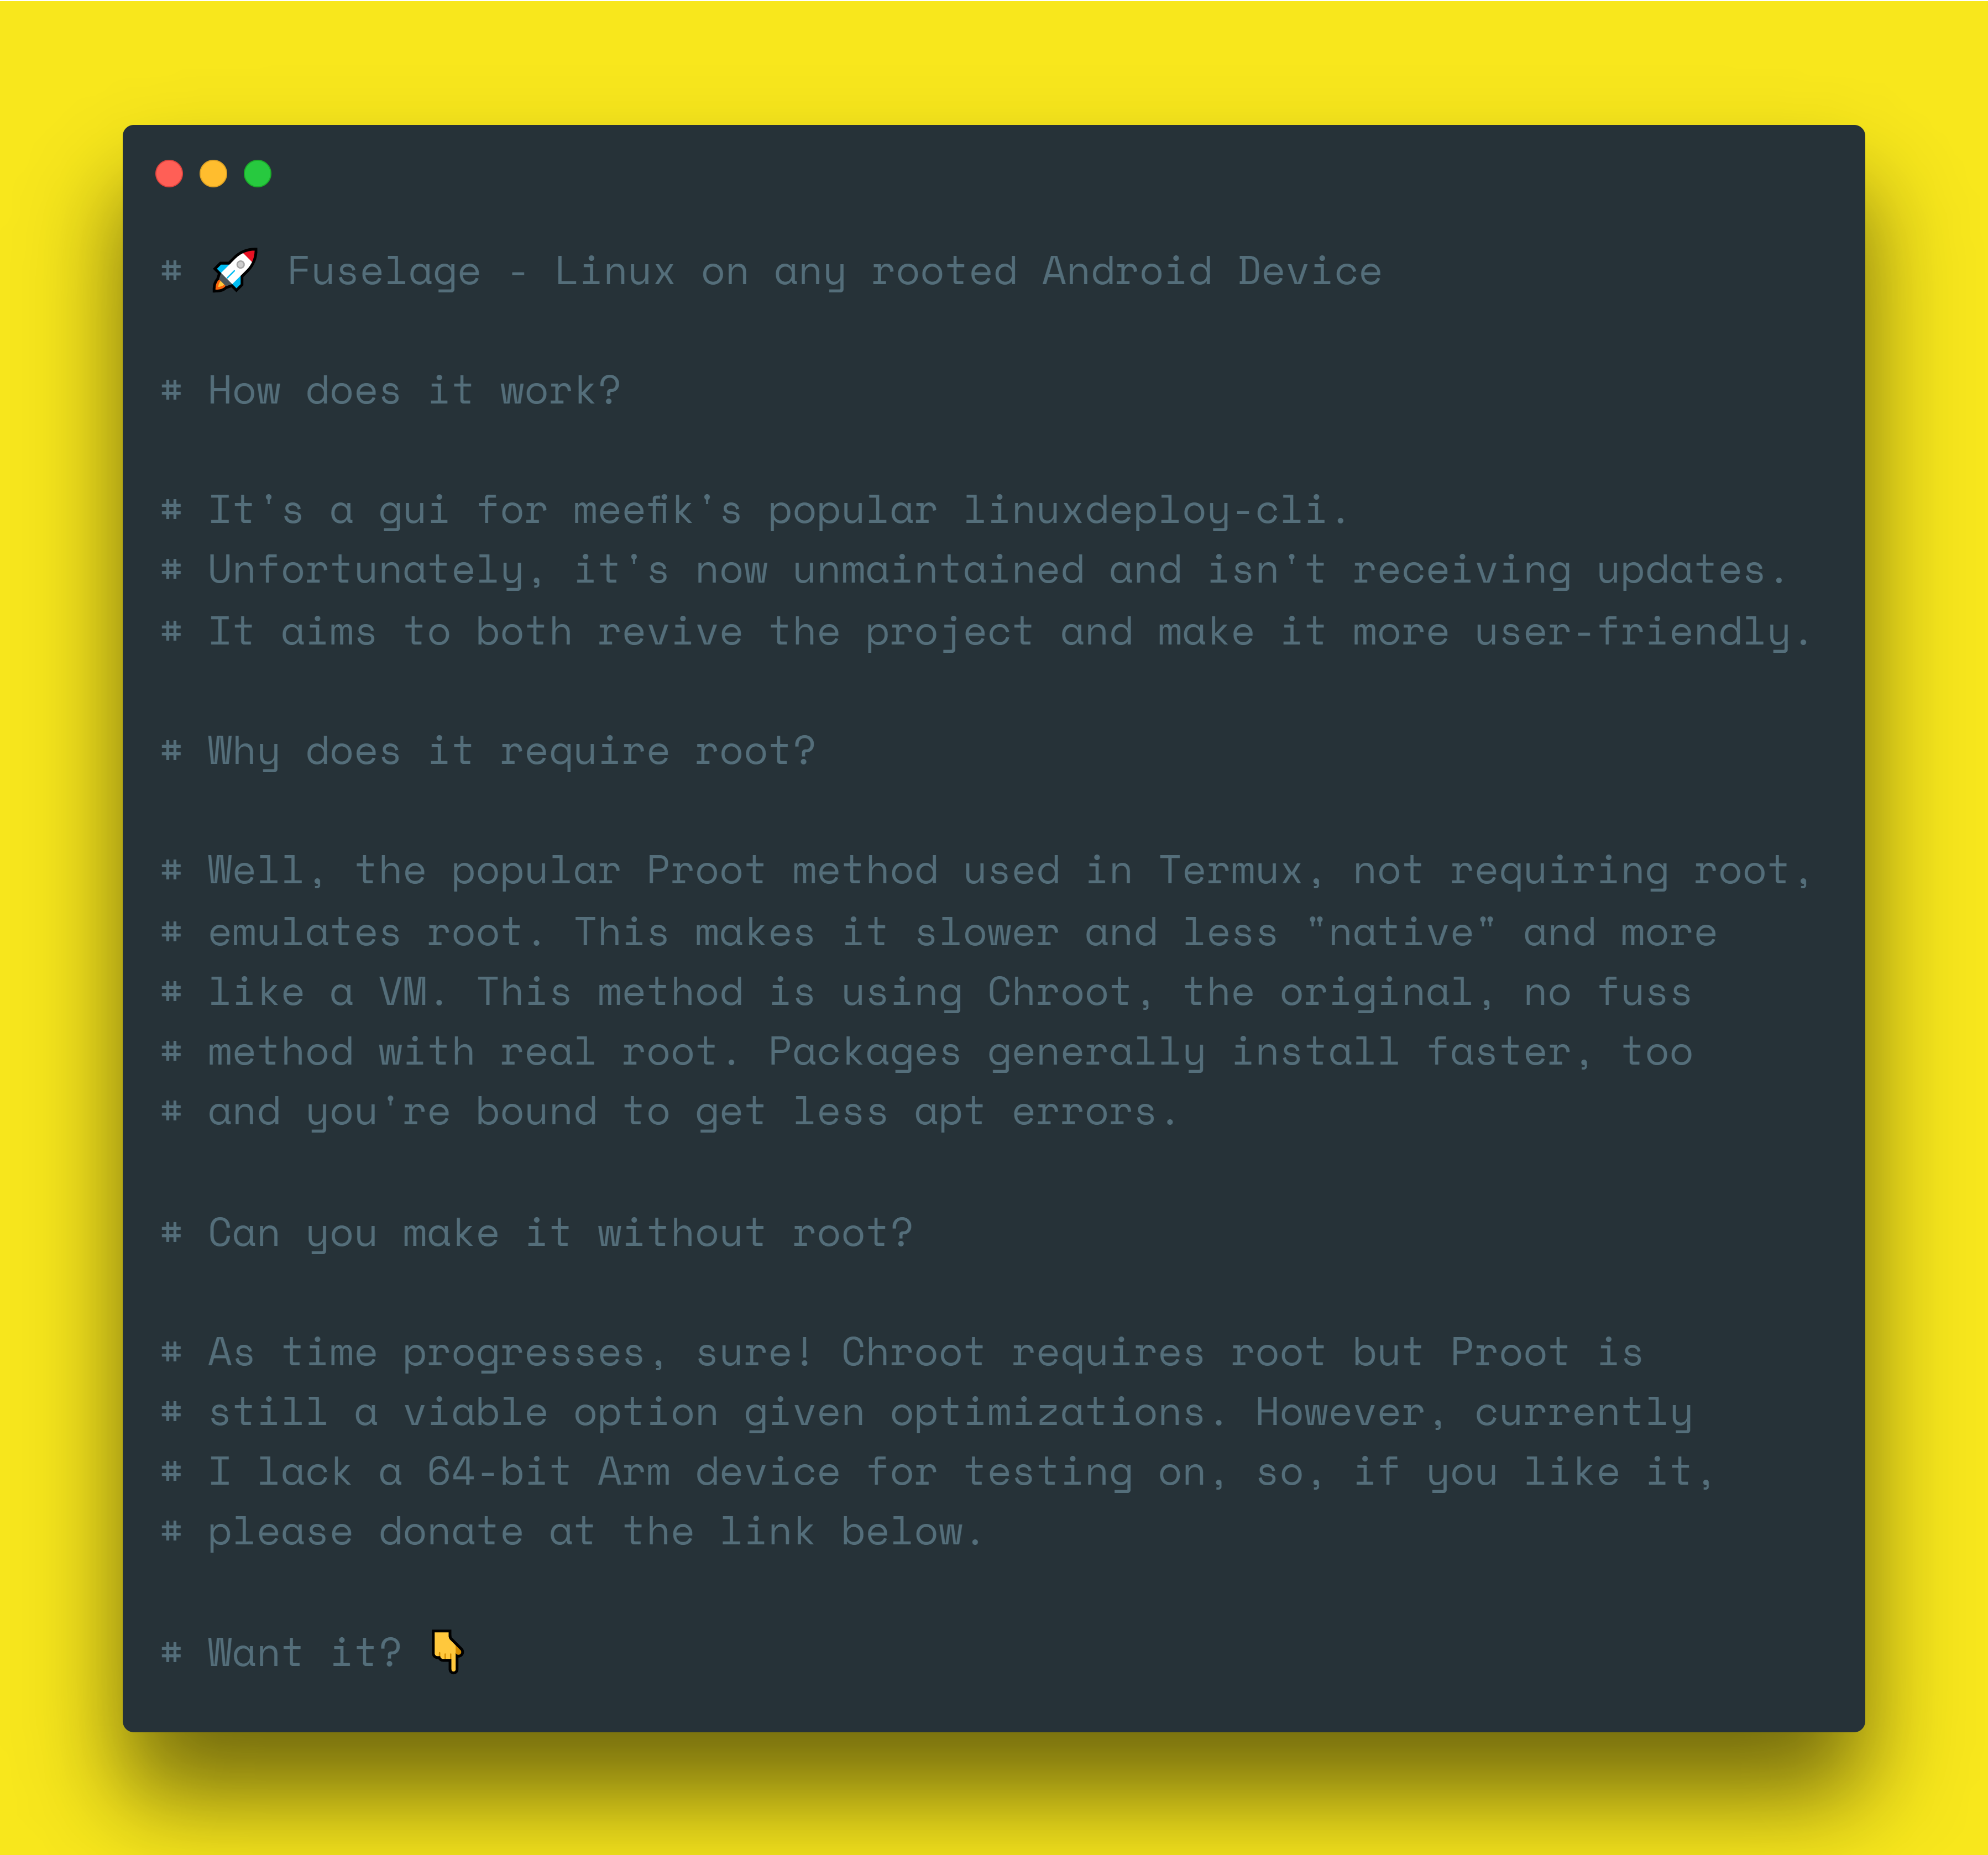 # 🚀 Fuselage - Linux on any rooted Android Device
# How does it work?
# It's a gui for meefik's popular linuxdeploy-cli.
# Unfortunately, it's now unmaintained and isn't receiving updates.
# It aims to both revive the project and make it more user-friendly.
# Why does it require root?
# Well, the popular Proot method used in Termux, not requiring root,
# emulates root. This makes it slower and less "native" and more
# like a VM. This method is using Chroot, the original, no fuss
# method with real root. Packages generally install faster, too
# and you're bound to get less apt errors.
# Can you make it without root?
# As time progresses, sure! Chroot requires root but Proot is
# still a viable option given optimizations. However, currently
# I lack a 64-bit Arm device for testing on, so, if you like it,
# please donate at the link below.
# Want it? 👇